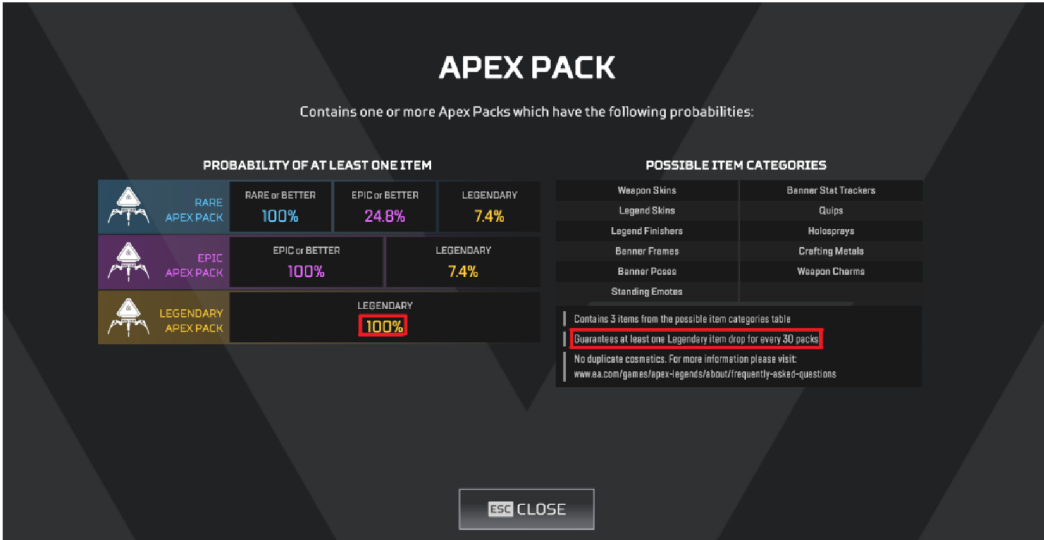 APEX PACK
Contains one or more Apex Packs which have the following probabilities:
PROBABILITY OF AT LEAST ONE ITEM
RARE APEX PACK
RARE or BETTER
100%
EPIC or BETTER
24.8%
LEGENDARY
7.4%
EPIC APEX PACK
EPIC or BETTER
100%
LEGENDARY
7.4%
LEGENDARY APEX PACK
LEGENDARY
100%
POSSIBLE ITEM CATEGORIES
Weapon Skins
Banner Stat Trackers
Legend Skins
Quips
Legend Finishers
Holosprays
Banner Frames
Crafting Metals
Banner Poses
Weapon Charms
Standing Emotes
Contains 3 items from the possible item categories table
Guarantees at least one Legendary item drop for every 30 packs
No duplicate cosmetics. For more information please visit:
www.ea.com/games/apex-legends/about/frequently-asked-questions
ESC CLOSE